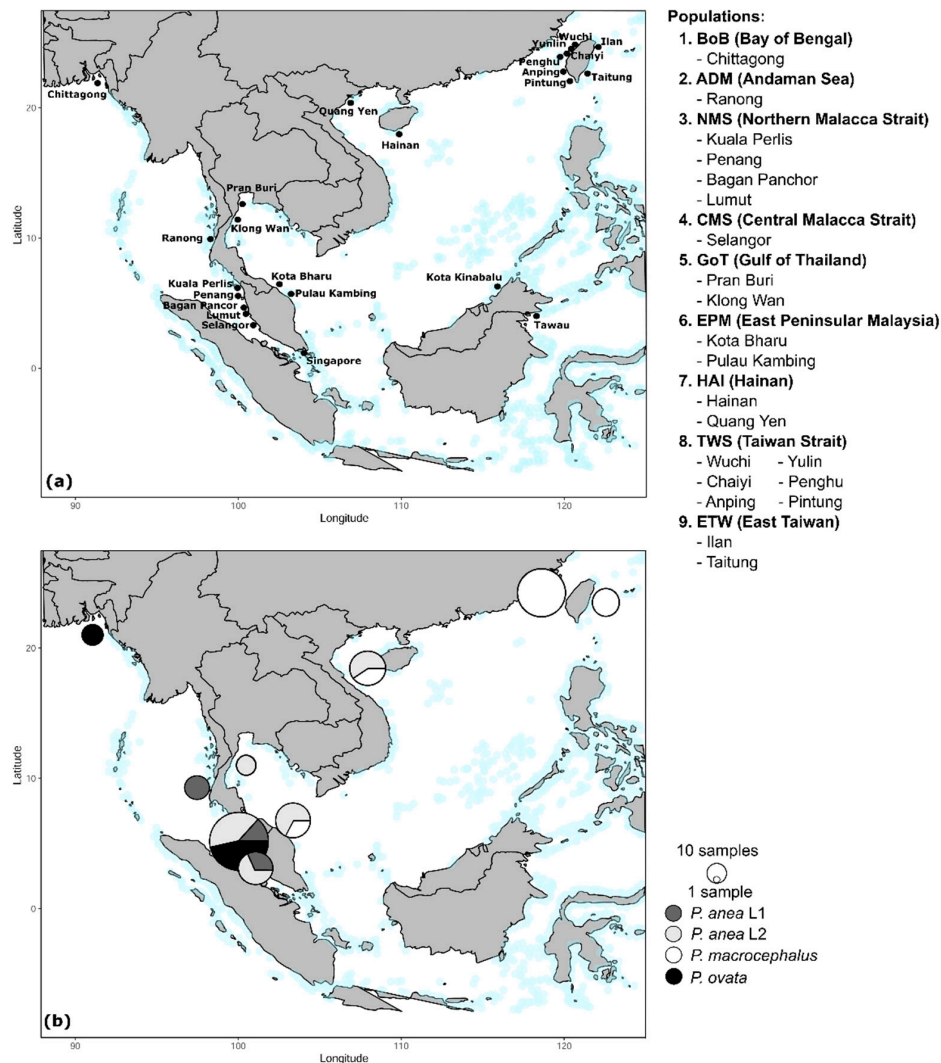 Wuchi
Yunlin
Ilan
Penghu
Chaiyi
Anping
Taitung
Pintung
Chittagong
Quang Yen
Hainan
Pran Buri
Klong Wan
Ranong
Kuala Perlis
Kota Bharu
Kota Kinabalu
Penang
Pulau Kambing
Bagan Pancor
Lumut
Selangor
Tawau
Singapore
20
10
0
Latitude
(a)
90
100
110
120
Longitude
Populations:
1. BoB (Bay of Bengal)
- Chittagong
2. ADM (Andaman Sea)
- Ranong
3. NMS (Northern Malacca Strait)
- Kuala Perlis
- Penang
- Bagan Panchor
- Lumut
4. CMS (Central Malacca Strait)
- Selangor
5. GoT (Gulf of Thailand)
- Pran Buri
- Klong Wan
6. EPM (East Peninsular Malaysia)
- Kota Bharu
- Pulau Kambing
7. HAI (Hainan)
- Hainan
- Quang Yen
8. TWS (Taiwan Strait)
- Wuchi - Yulin
- Chaiyi - Penghu
- Anping - Pintung
9. ETW (East Taiwan)
- Ilan
- Taitung
20
10
0
Latitude
(b)
90
100
110
120
Longitude
10 samples
1 sample
P. anea L1
P. anea L2
P. macrocephalus
P. ovata